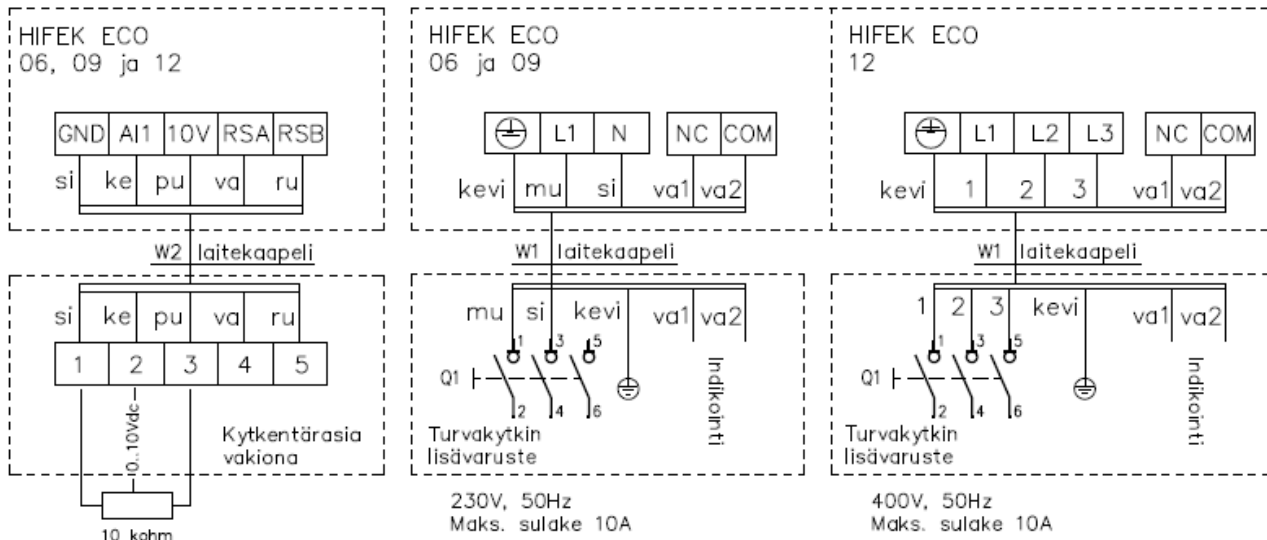 HIFEK ECO
06, 09 ja 12
GND AI1 10V RSA RSB
si ke pu va ru
W2 laitekaapeli
si ke pu va ru
1 2 3 4 5
0..10Vdc
Kytkentärasia
vakiona
10 kohm
HIFEK ECO
06 ja 09
L1 N NC COM
kevi mu si va1 va2
W1 laitekaapeli
mu si kevi va1 va2
1 3 5
Q1
2 4 6
Indikointi
Turvakytkin
lisävaruste
230V, 50Hz
Maks. sulake 10A
HIFEK ECO
12
L1 L2 L3 NC COM
kevi 1 2 3 va1 va2
W1 laitekaapeli
1 2 3 kevi va1 va2
1 3 5
Q1
2 4 6
Indikointi
Turvakytkin
lisävaruste
400V, 50Hz
Maks. sulake 10A